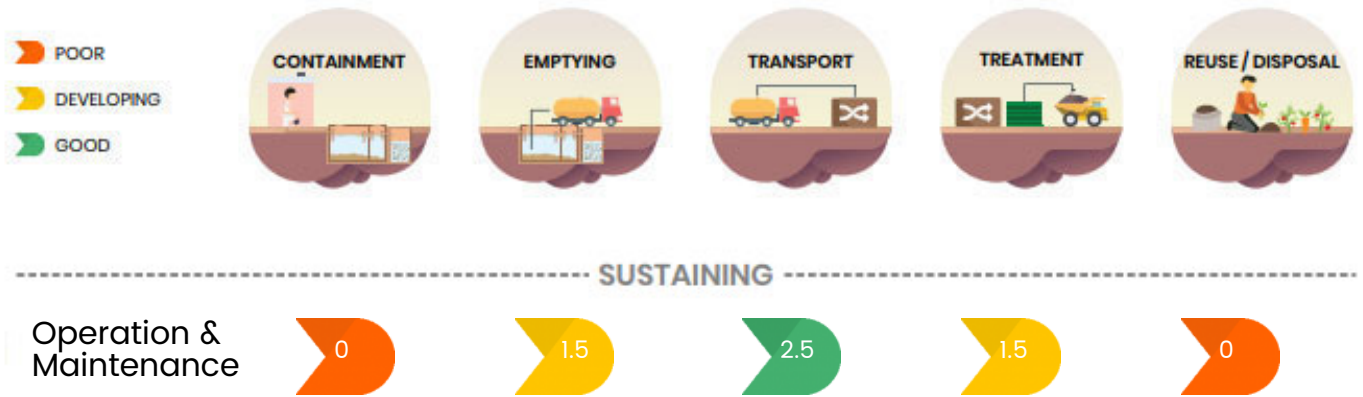 POOR
DEVELOPING
GOOD
CONTAINMENT
EMPTYING
TRANSPORT
TREATMENT
REUSE / DISPOSAL
SUSTAINING
Operation &
Maintenance
0
1.5
2.5
1.5
0